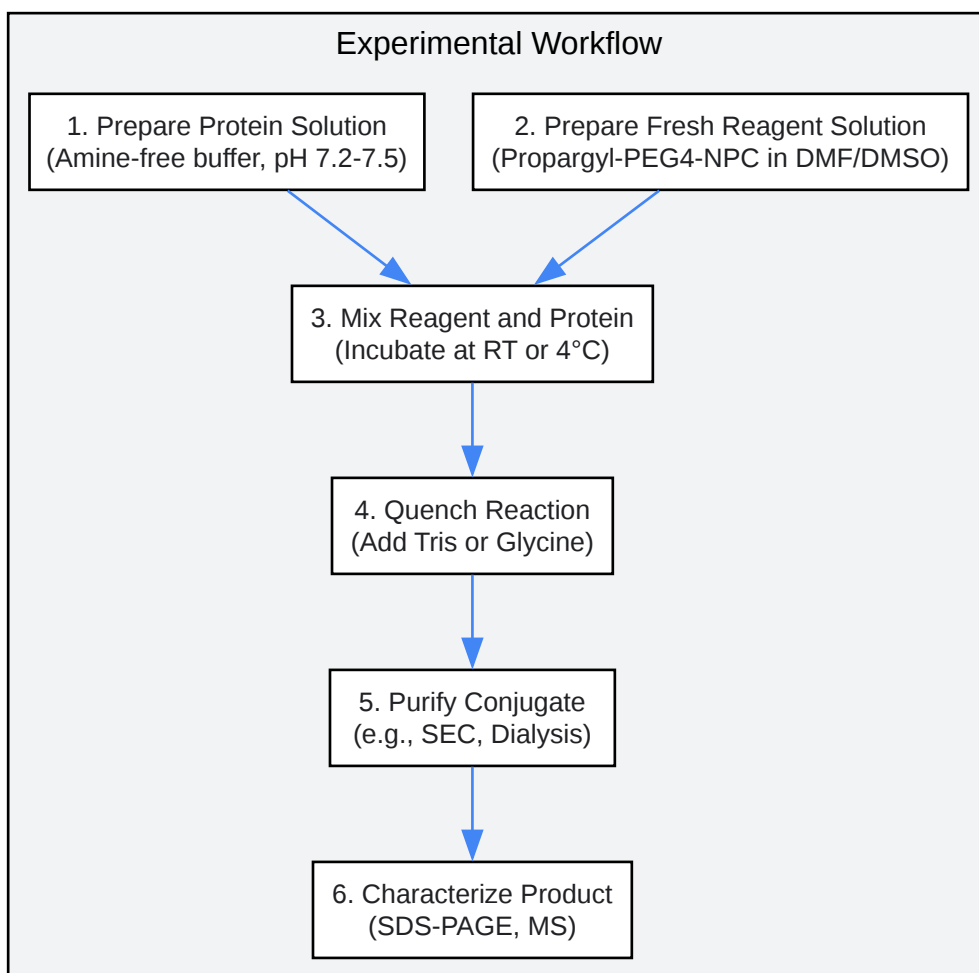 Experimental Workflow
1. Prepare Protein Solution
(Amine-free buffer, pH 7.2-7.5)
2. Prepare Fresh Reagent Solution
(Propargyl-PEG4-NPC in DMF/DMSO)
3. Mix Reagent and Protein
(Incubate at RT or 4°C)
4. Quench Reaction
(Add Tris or Glycine)
5. Purify Conjugate
(e.g., SEC, Dialysis)
6. Characterize Product
(SDS-PAGE, MS)